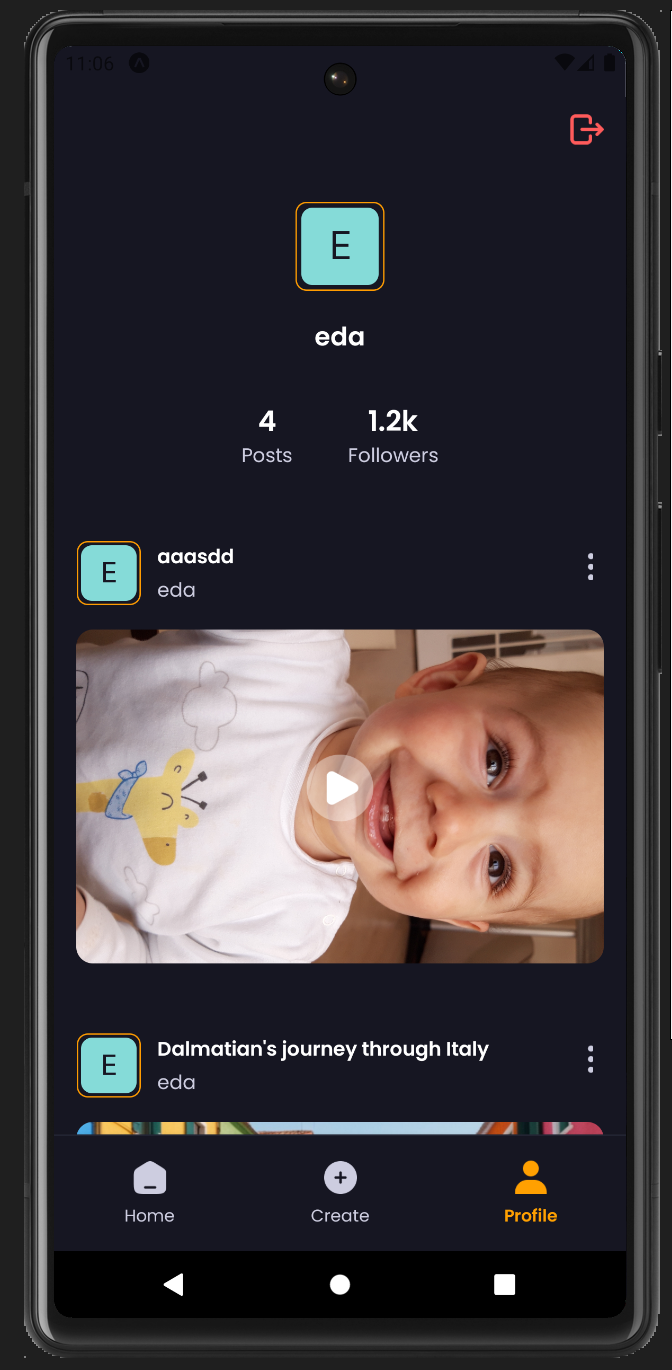 11:06
E
eda
4 1.2k
Posts Followers
E
aaasdd
eda
E
Dalmatian's journey through Italy
eda
Home Create Profile